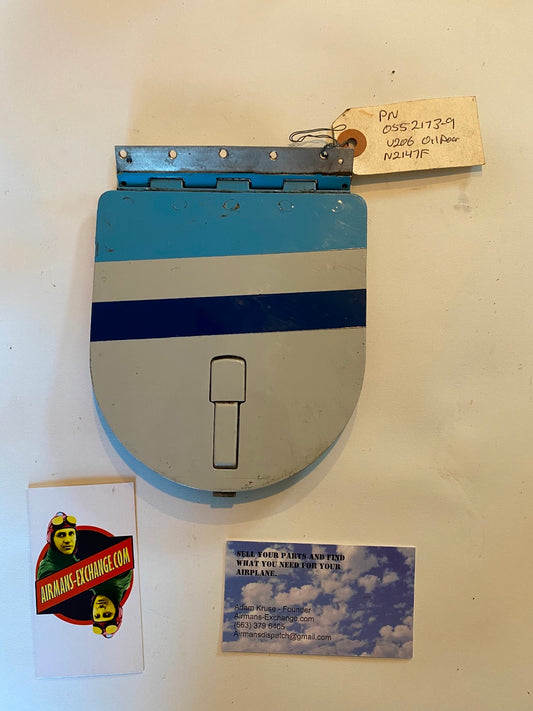 PN
0552173-9
U206 Oil Door
N2147F
AIRMANS-EXCHANGE.COM
SELL YOUR PARTS AND FIND
WHAT YOU NEED FOR YOUR
AIRPLANE.
Adam Kruse - Founder
Airmans-Exchange.com
(563) 379 6405
Airmansdispatch@gmail.com